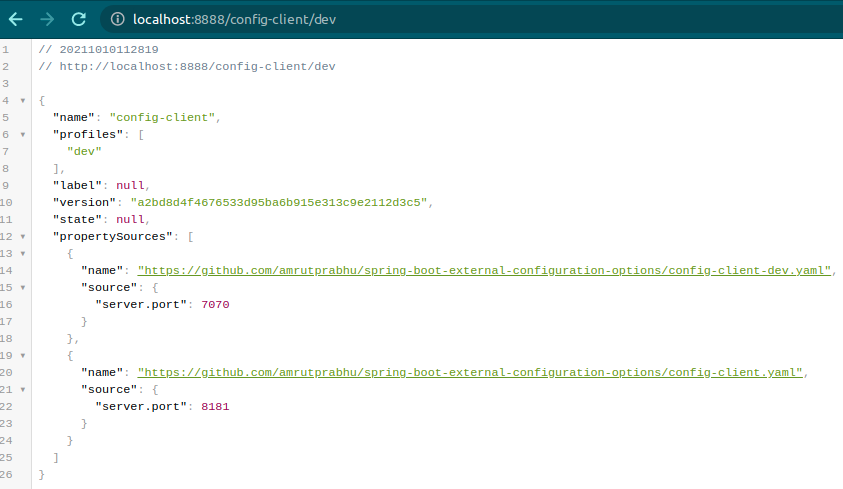 localhost:8888/config-client/dev
1 // 20211010112819
2 // http://localhost:8888/config-client/dev
3
4 {
5 "name": "config-client",
6 "profiles": [
7 "dev"
8 ],
9 "label": null,
10 "version": "a2bd8d4f4676533d95ba6b915e313c9e2112d3c5",
11 "state": null,
12 "propertySources": [
13 {
14 "name": "https://github.com/amrutprabhu/spring-boot-external-configuration-options/config-client-dev.yaml",
15 "source": {
16 "server.port": 7070
17 }
18 },
19 {
20 "name": "https://github.com/amrutprabhu/spring-boot-external-configuration-options/config-client.yaml",
21 "source": {
22 "server.port": 8181
23 }
24 }
25 ]
26 }